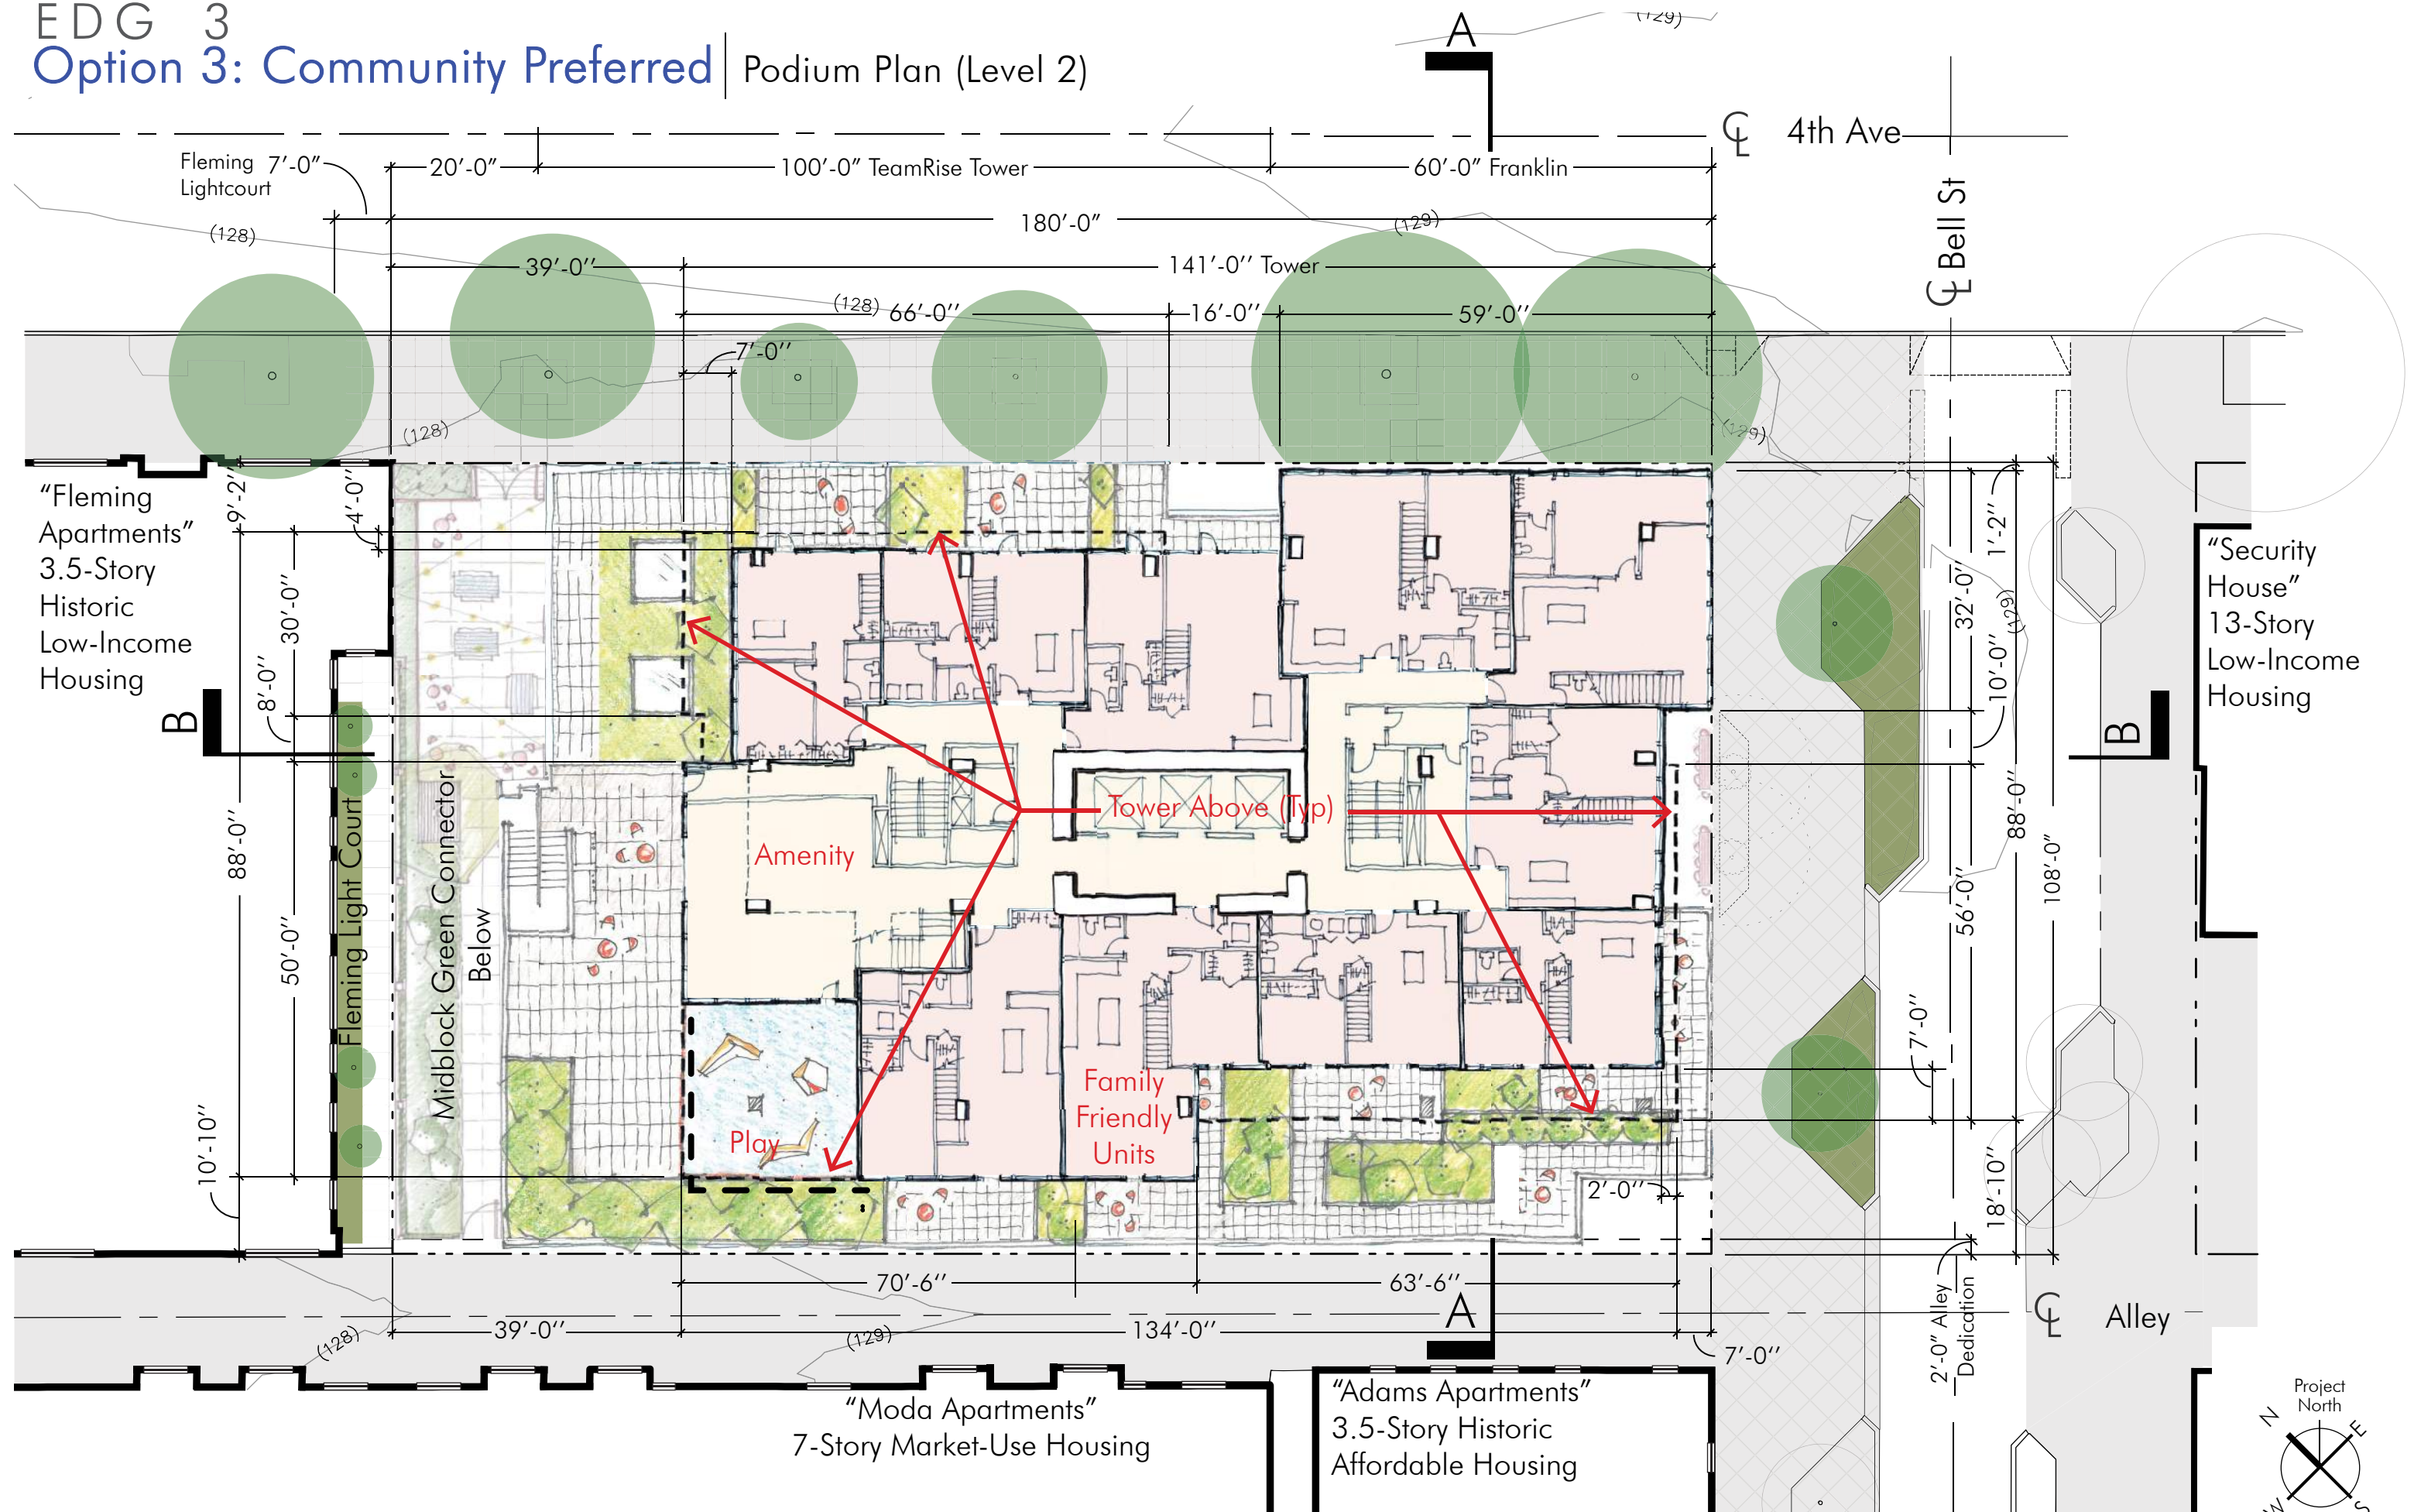 EDG 3
Option 3: Community Preferred | Podium Plan (Level 2)
A
(129)
℄ 4th Ave
Fleming
Lightcourt
7'-0"
20'-0"
100'-0" TeamRise Tower
60'-0" Franklin
℄ Bell St
180'-0"
(128)
(129)
39'-0"
141'-0" Tower
(128)
66'-0"
16'-0"
59'-0"
7'-0"
(128)
(129)
"Fleming
Apartments"
3.5-Story
Historic
Low-Income
Housing
9'-2"
4'-0"
30'-0"
8'-0"
B
88'-0"
50'-0"
10'-10"
Fleming Light Court
Midblock Green Connector
Below
Tower Above (Typ)
Amenity
Play
Family
Friendly
Units
1'-2"
32'-0"
10'-0"
(129)
88'-0"
108'-0"
56'-0"
7'-0"
18'-10"
2'-0"
B
"Security
House"
13-Story
Low-Income
Housing
70'-6"
63'-6"
39'-0"
134'-0"
7'-0"
(128)
(129)
A
2'-0" Alley
Dedication
℄ Alley
"Moda Apartments"
7-Story Market-Use Housing
"Adams Apartments"
3.5-Story Historic
Affordable Housing
Project
North
N
E
W
S